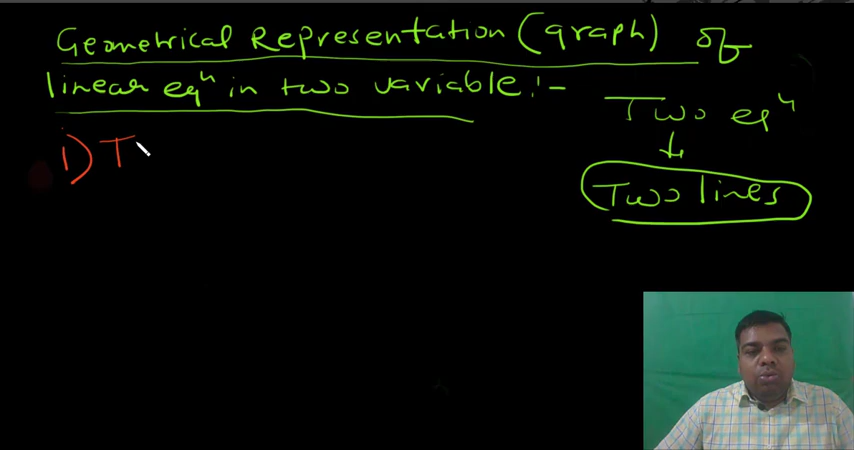 Geometrical Representation (graph) of
linear eqⁿ in two variable :-
Two eqⁿ
↓
Two lines
1) T